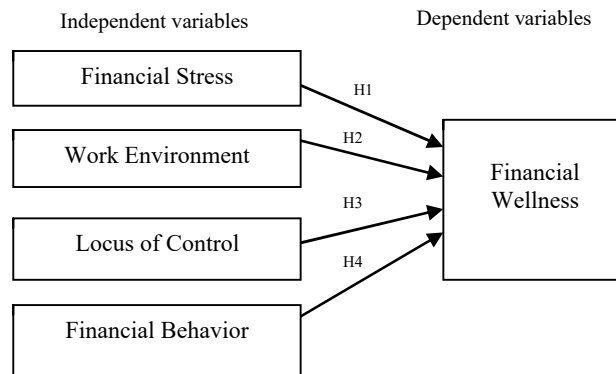 Independent variables
Dependent variables
Financial Stress
H1
Work Environment
H2
Financial
Wellness
H3
Locus of Control
H4
Financial Behavior